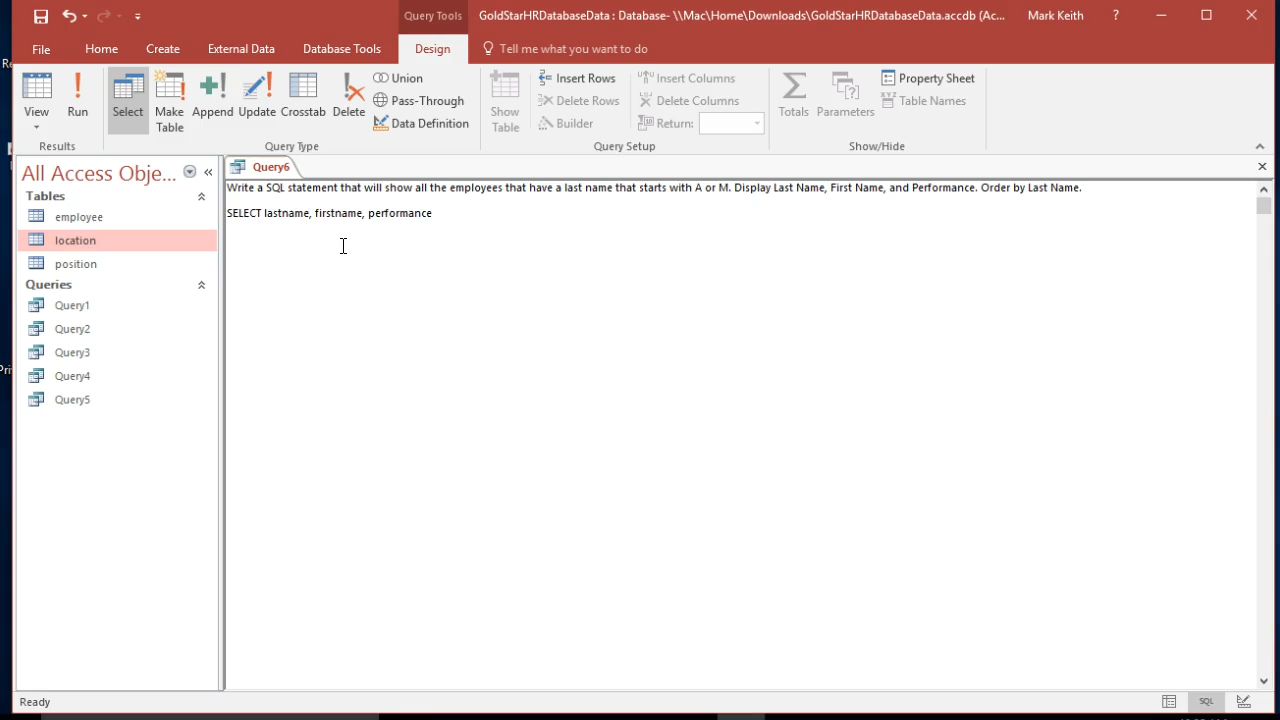 Query Tools
GoldStarHRDatabaseData : Database- \\Mac\Home\Downloads\GoldStarHRDatabaseData.accdb (Ac...
Mark Keith
?
File
Home
Create
External Data
Database Tools
Design
Tell me what you want to do
View
Run
Select
Make Table
Append
Update
Crosstab
Delete
Union
Pass-Through
Data Definition
Show Table
Insert Rows
Delete Rows
Builder
Insert Columns
Delete Columns
Return:
Totals
Parameters
Property Sheet
Table Names
Results
Query Type
Query Setup
Show/Hide
All Access Obje...
Query6
Tables
employee
location
position
Queries
Query1
Query2
Query3
Query4
Query5
Write a SQL statement that will show all the employees that have a last name that starts with A or M. Display Last Name, First Name, and Performance. Order by Last Name.
SELECT lastname, firstname, performance
Ready
SQL